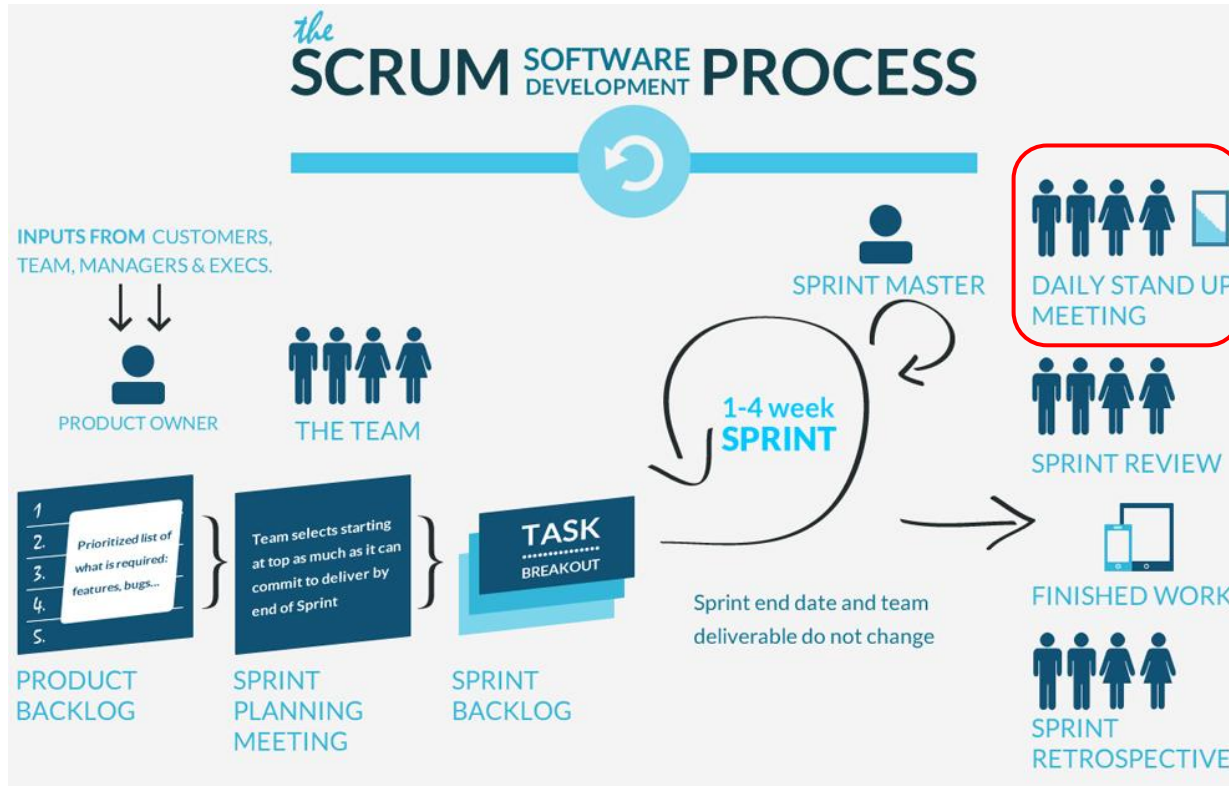 the
SCRUM SOFTWARE DEVELOPMENT PROCESS
INPUTS FROM CUSTOMERS,
TEAM, MANAGERS & EXECS.
PRODUCT OWNER
THE TEAM
SPRINT MASTER
DAILY STAND UP
MEETING
1-4 week
SPRINT
SPRINT REVIEW
1
2.
3.
4.
5.
Prioritized list of
what is required:
features, bugs...
Team selects starting
at top as much as it can
commit to deliver by
end of Sprint
TASK
BREAKOUT
Sprint end date and team
deliverable do not change
FINISHED WORK
PRODUCT
BACKLOG
SPRINT
PLANNING
MEETING
SPRINT
BACKLOG
SPRINT
RETROSPECTIVE